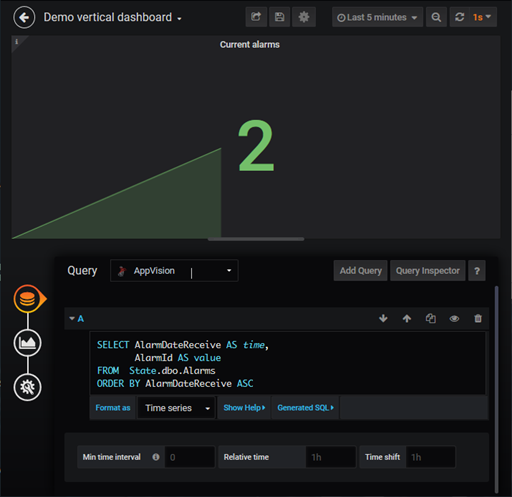 Demo vertical dashboard
Last 5 minutes
1s
i
Current alarms
2
Query
AppVision
Add Query
Query Inspector
?
A
SELECT AlarmDateReceive AS time,
AlarmId AS value
FROM State.dbo.Alarms
ORDER BY AlarmDateReceive ASC
Format as
Time series
Show Help
Generated SQL
Min time interval
0
Relative time
1h
Time shift
1h